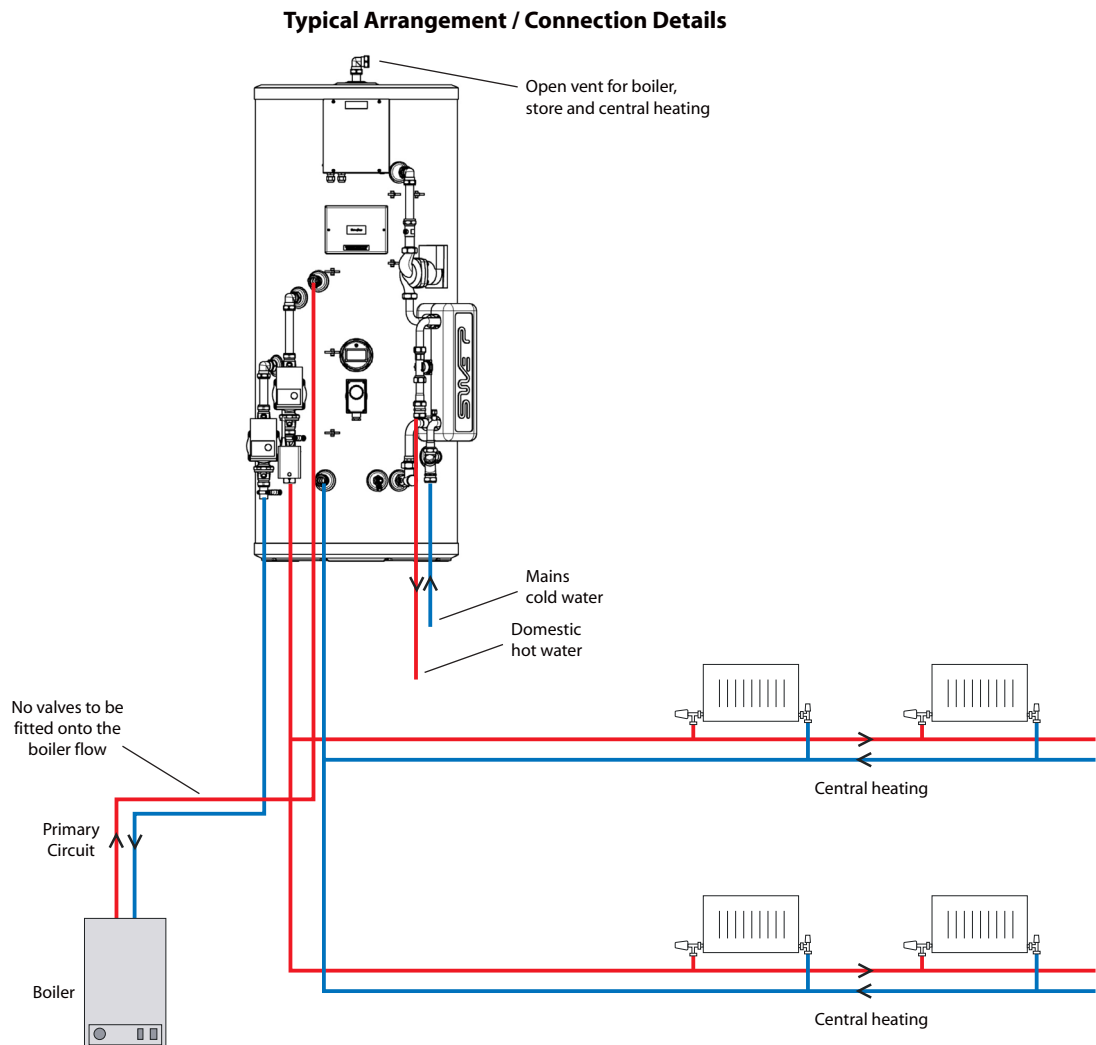 Typical Arrangement / Connection Details
Open vent for boiler,
store and central heating
SWEP
Mains
cold water
Domestic
hot water
No valves to be
fitted onto the
boiler flow
Central heating
Primary
Circuit
Boiler
Central heating